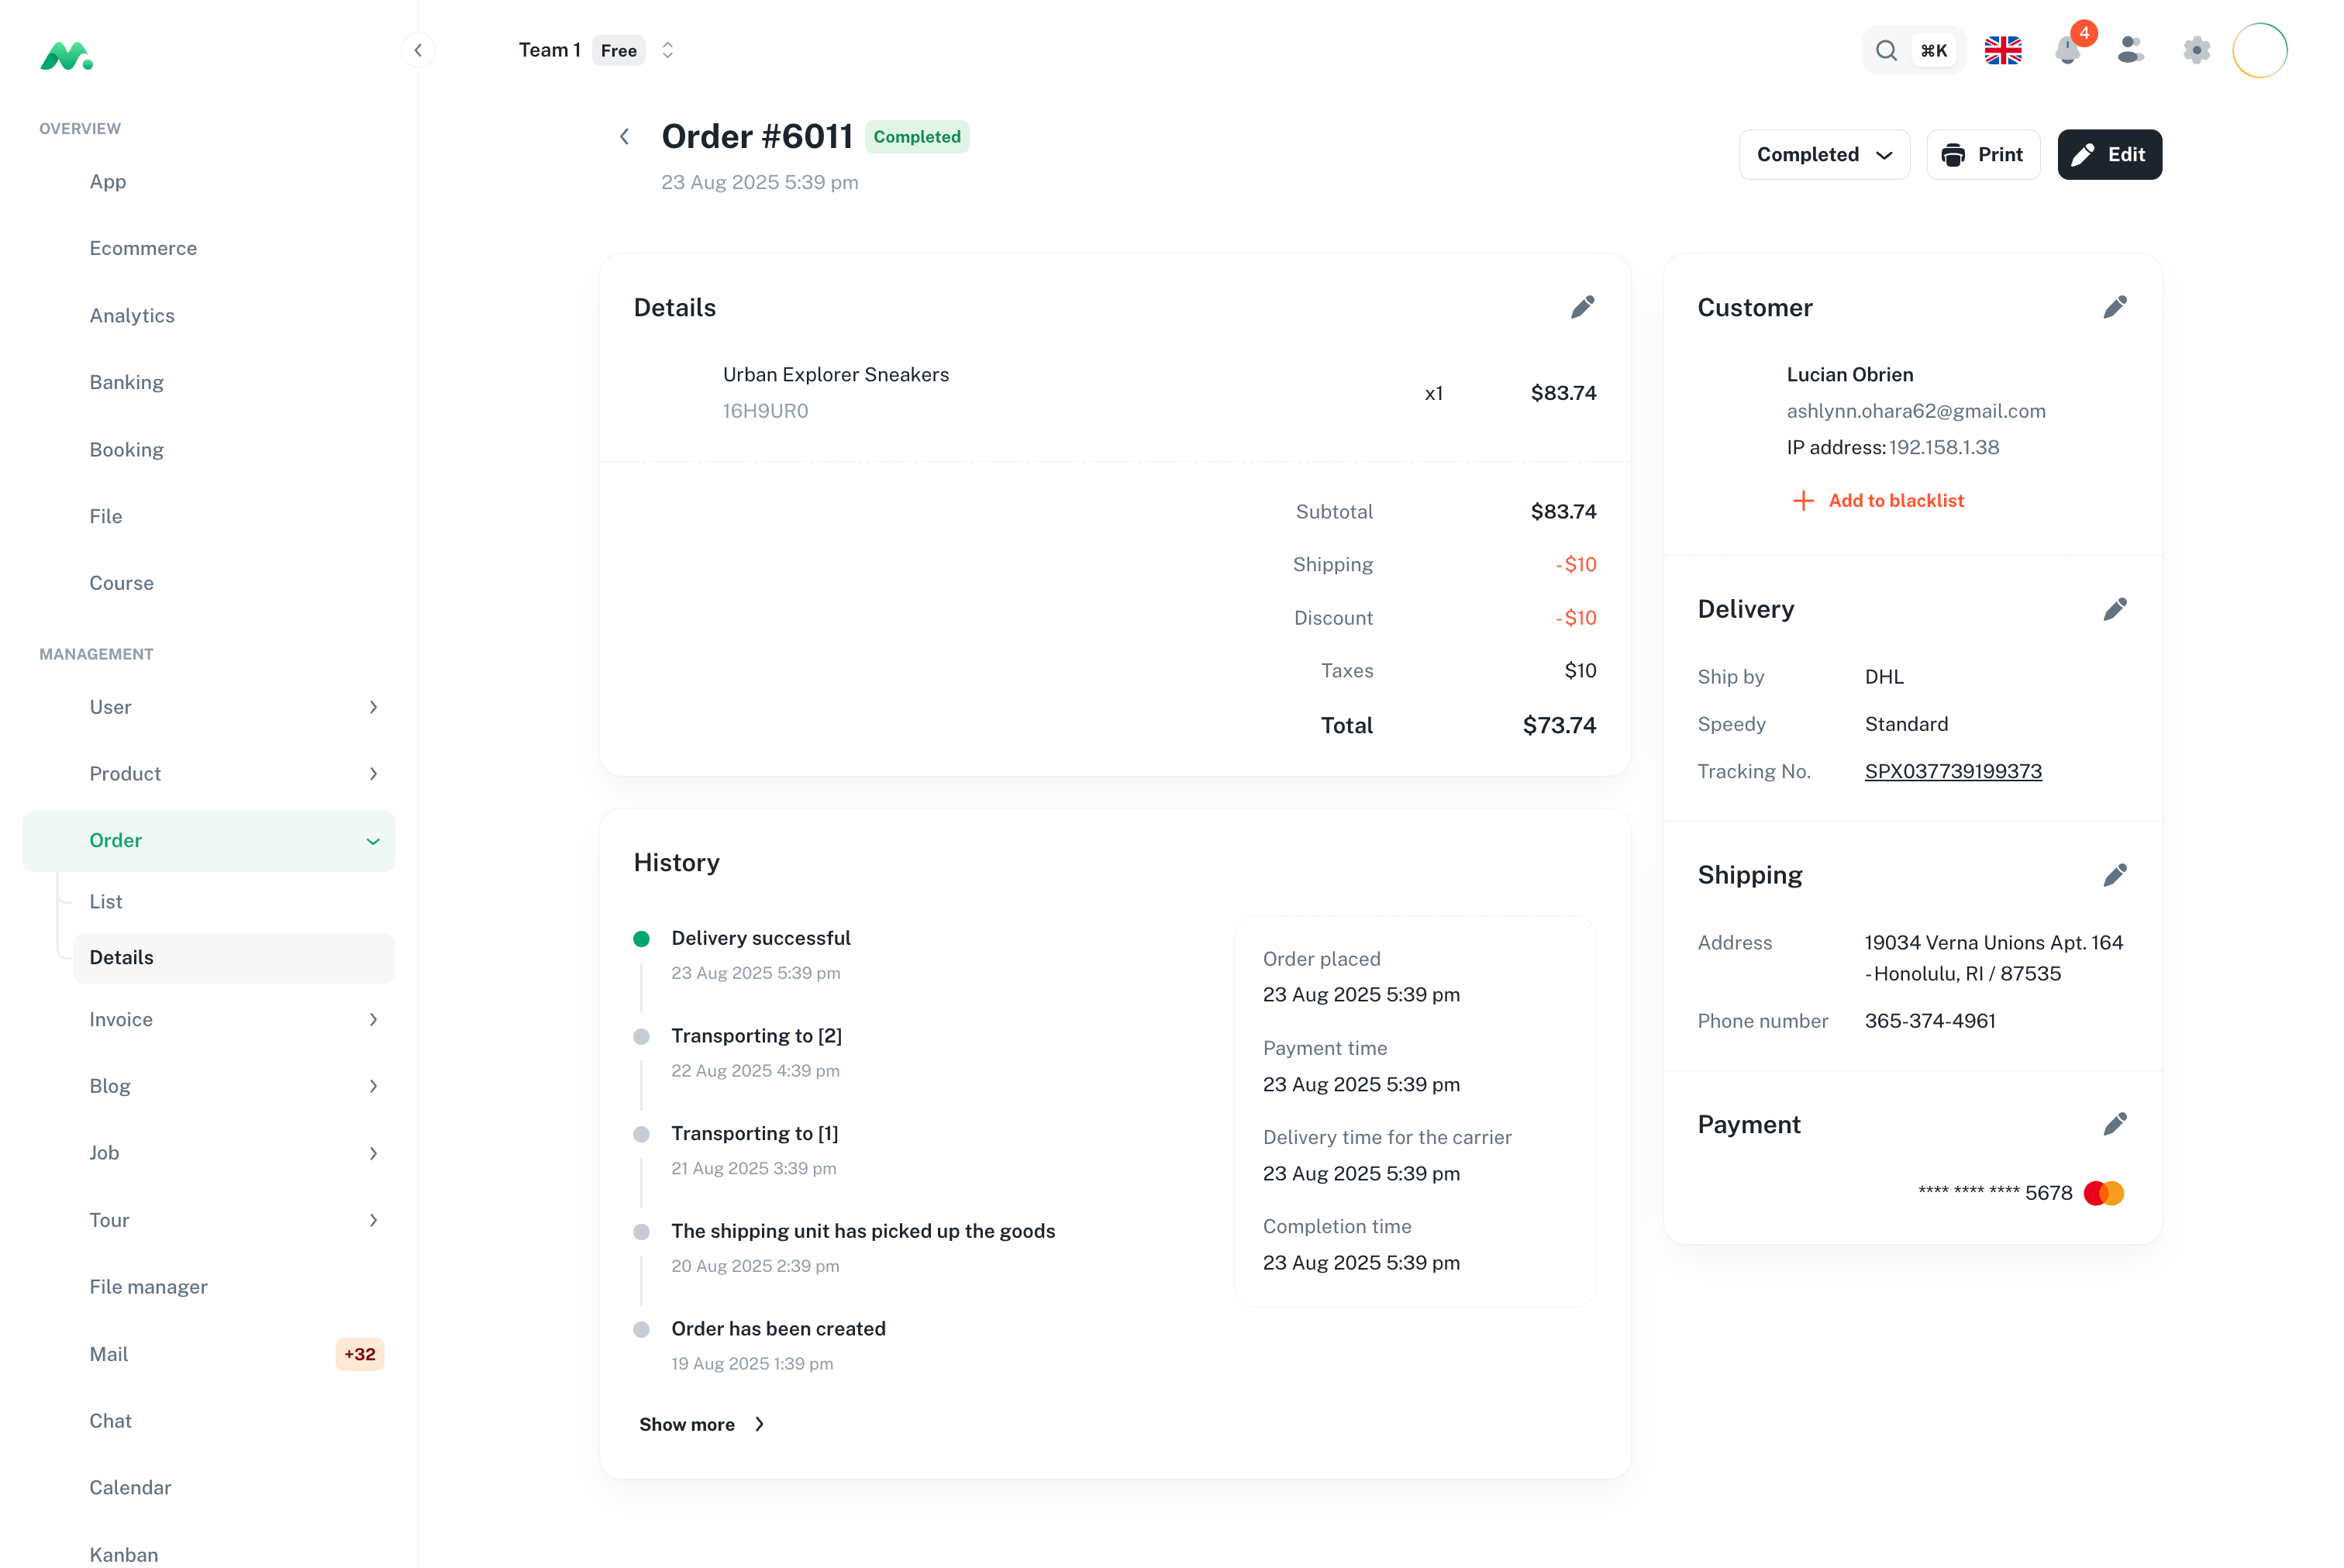 OVERVIEW
App
Ecommerce
Analytics
Banking
Booking
File
Course
MANAGEMENT
User
Product
Order
List
Details
Invoice
Blog
Job
Tour
File manager
Mail
+32
Chat
Calendar
Kanban
Team 1
Free
⌘K
4
Order #6011
Completed
23 Aug 2025 5:39 pm
Completed
Print
Edit
Details
Urban Explorer Sneakers
16H9UR0
x1
$83.74
Subtotal
$83.74
Shipping
- $10
Discount
- $10
Taxes
$10
Total
$73.74
History
Delivery successful
23 Aug 2025 5:39 pm
Transporting to [2]
22 Aug 2025 4:39 pm
Transporting to [1]
21 Aug 2025 3:39 pm
The shipping unit has picked up the goods
20 Aug 2025 2:39 pm
Order has been created
19 Aug 2025 1:39 pm
Show more
Order placed
23 Aug 2025 5:39 pm
Payment time
23 Aug 2025 5:39 pm
Delivery time for the carrier
23 Aug 2025 5:39 pm
Completion time
23 Aug 2025 5:39 pm
Customer
Lucian Obrien
ashlynn.ohara62@gmail.com
IP address: 192.158.1.38
Add to blacklist
Delivery
Ship by
DHL
Speedy
Standard
Tracking No.
SPX037739199373
Shipping
Address
19034 Verna Unions Apt. 164
- Honolulu, RI / 87535
Phone number
365-374-4961
Payment
**** **** **** 5678